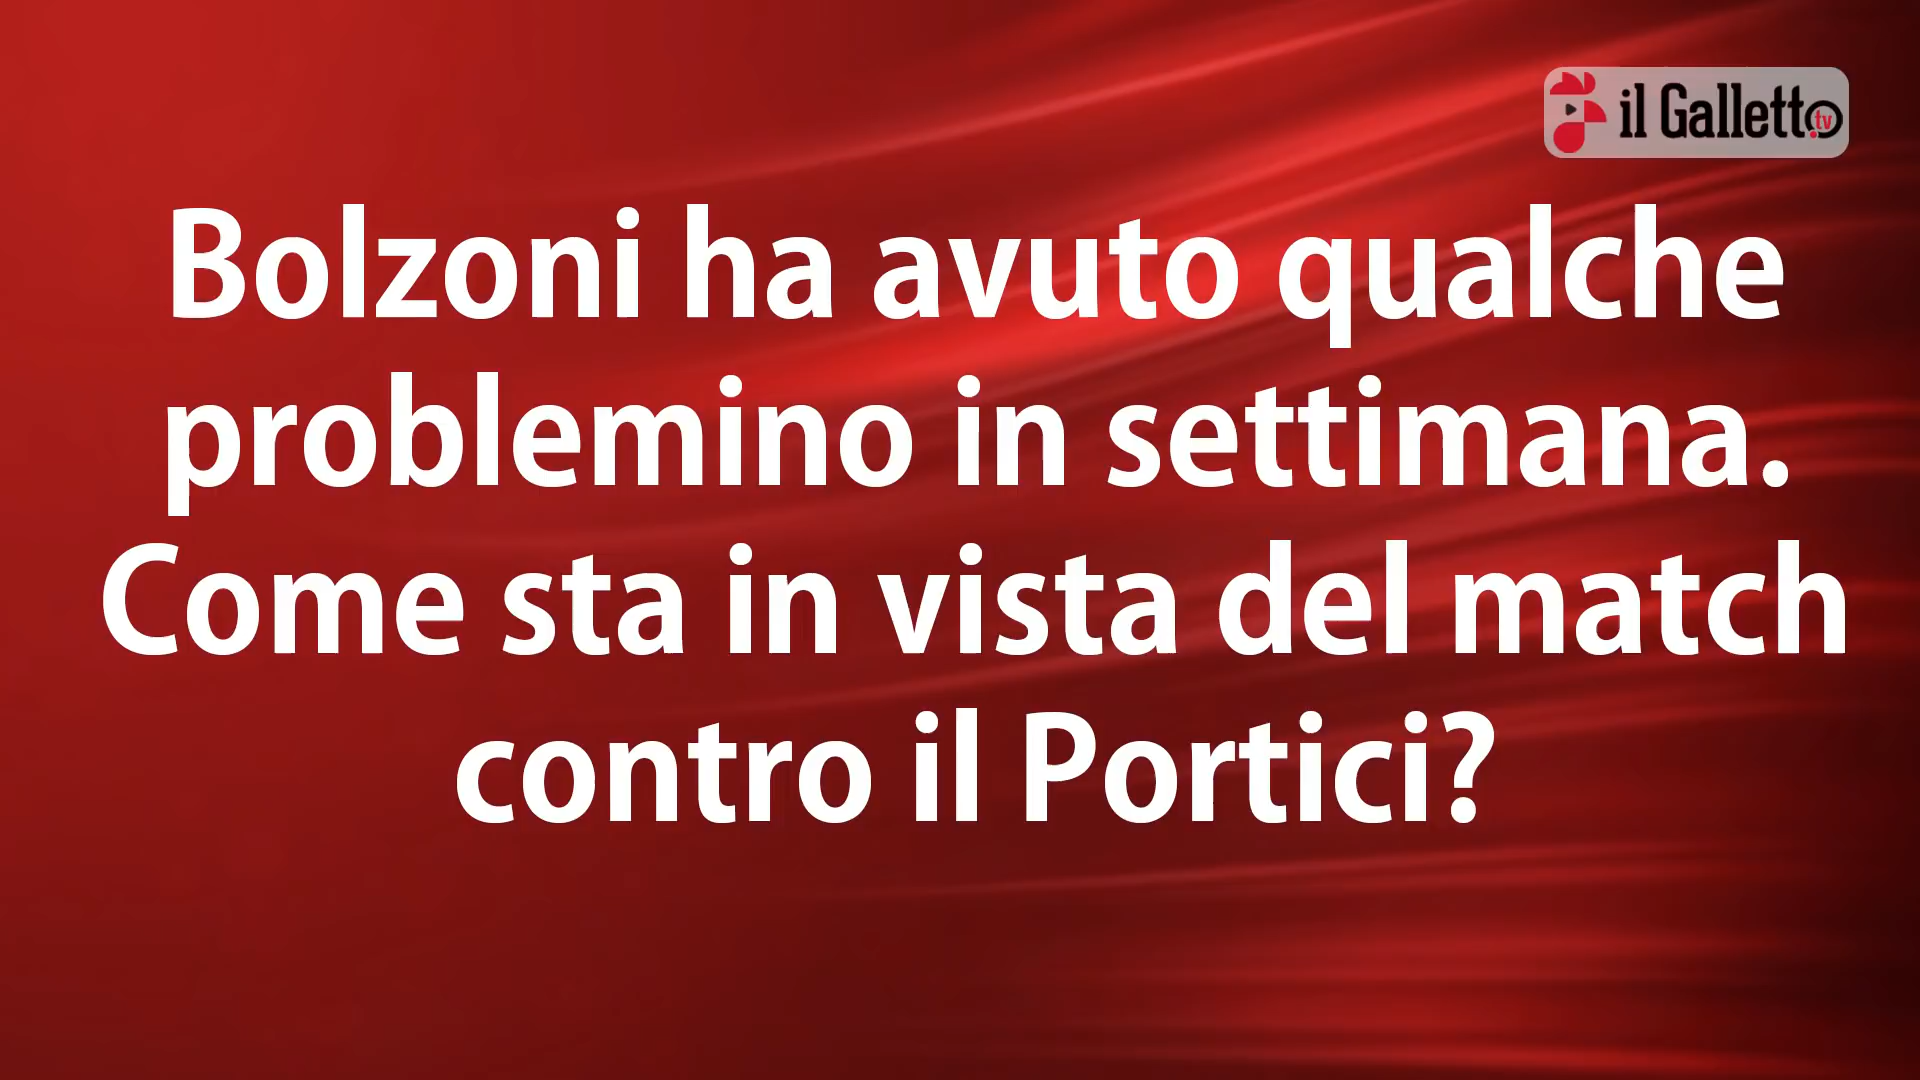 il Galletto.tv
Bolzoni ha avuto qualche
problemino in settimana.
Come sta in vista del match
contro il Portici?